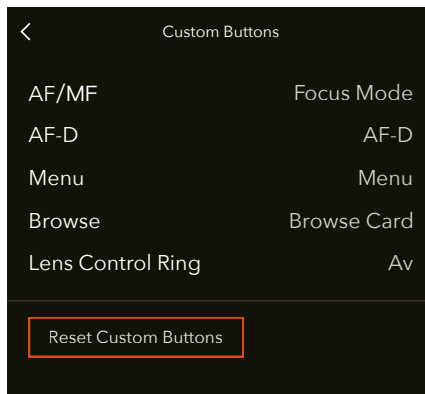 Custom Buttons
AF/MF Focus Mode
AF-D AF-D
Menu Menu
Browse Browse Card
Lens Control Ring Av
Reset Custom Buttons